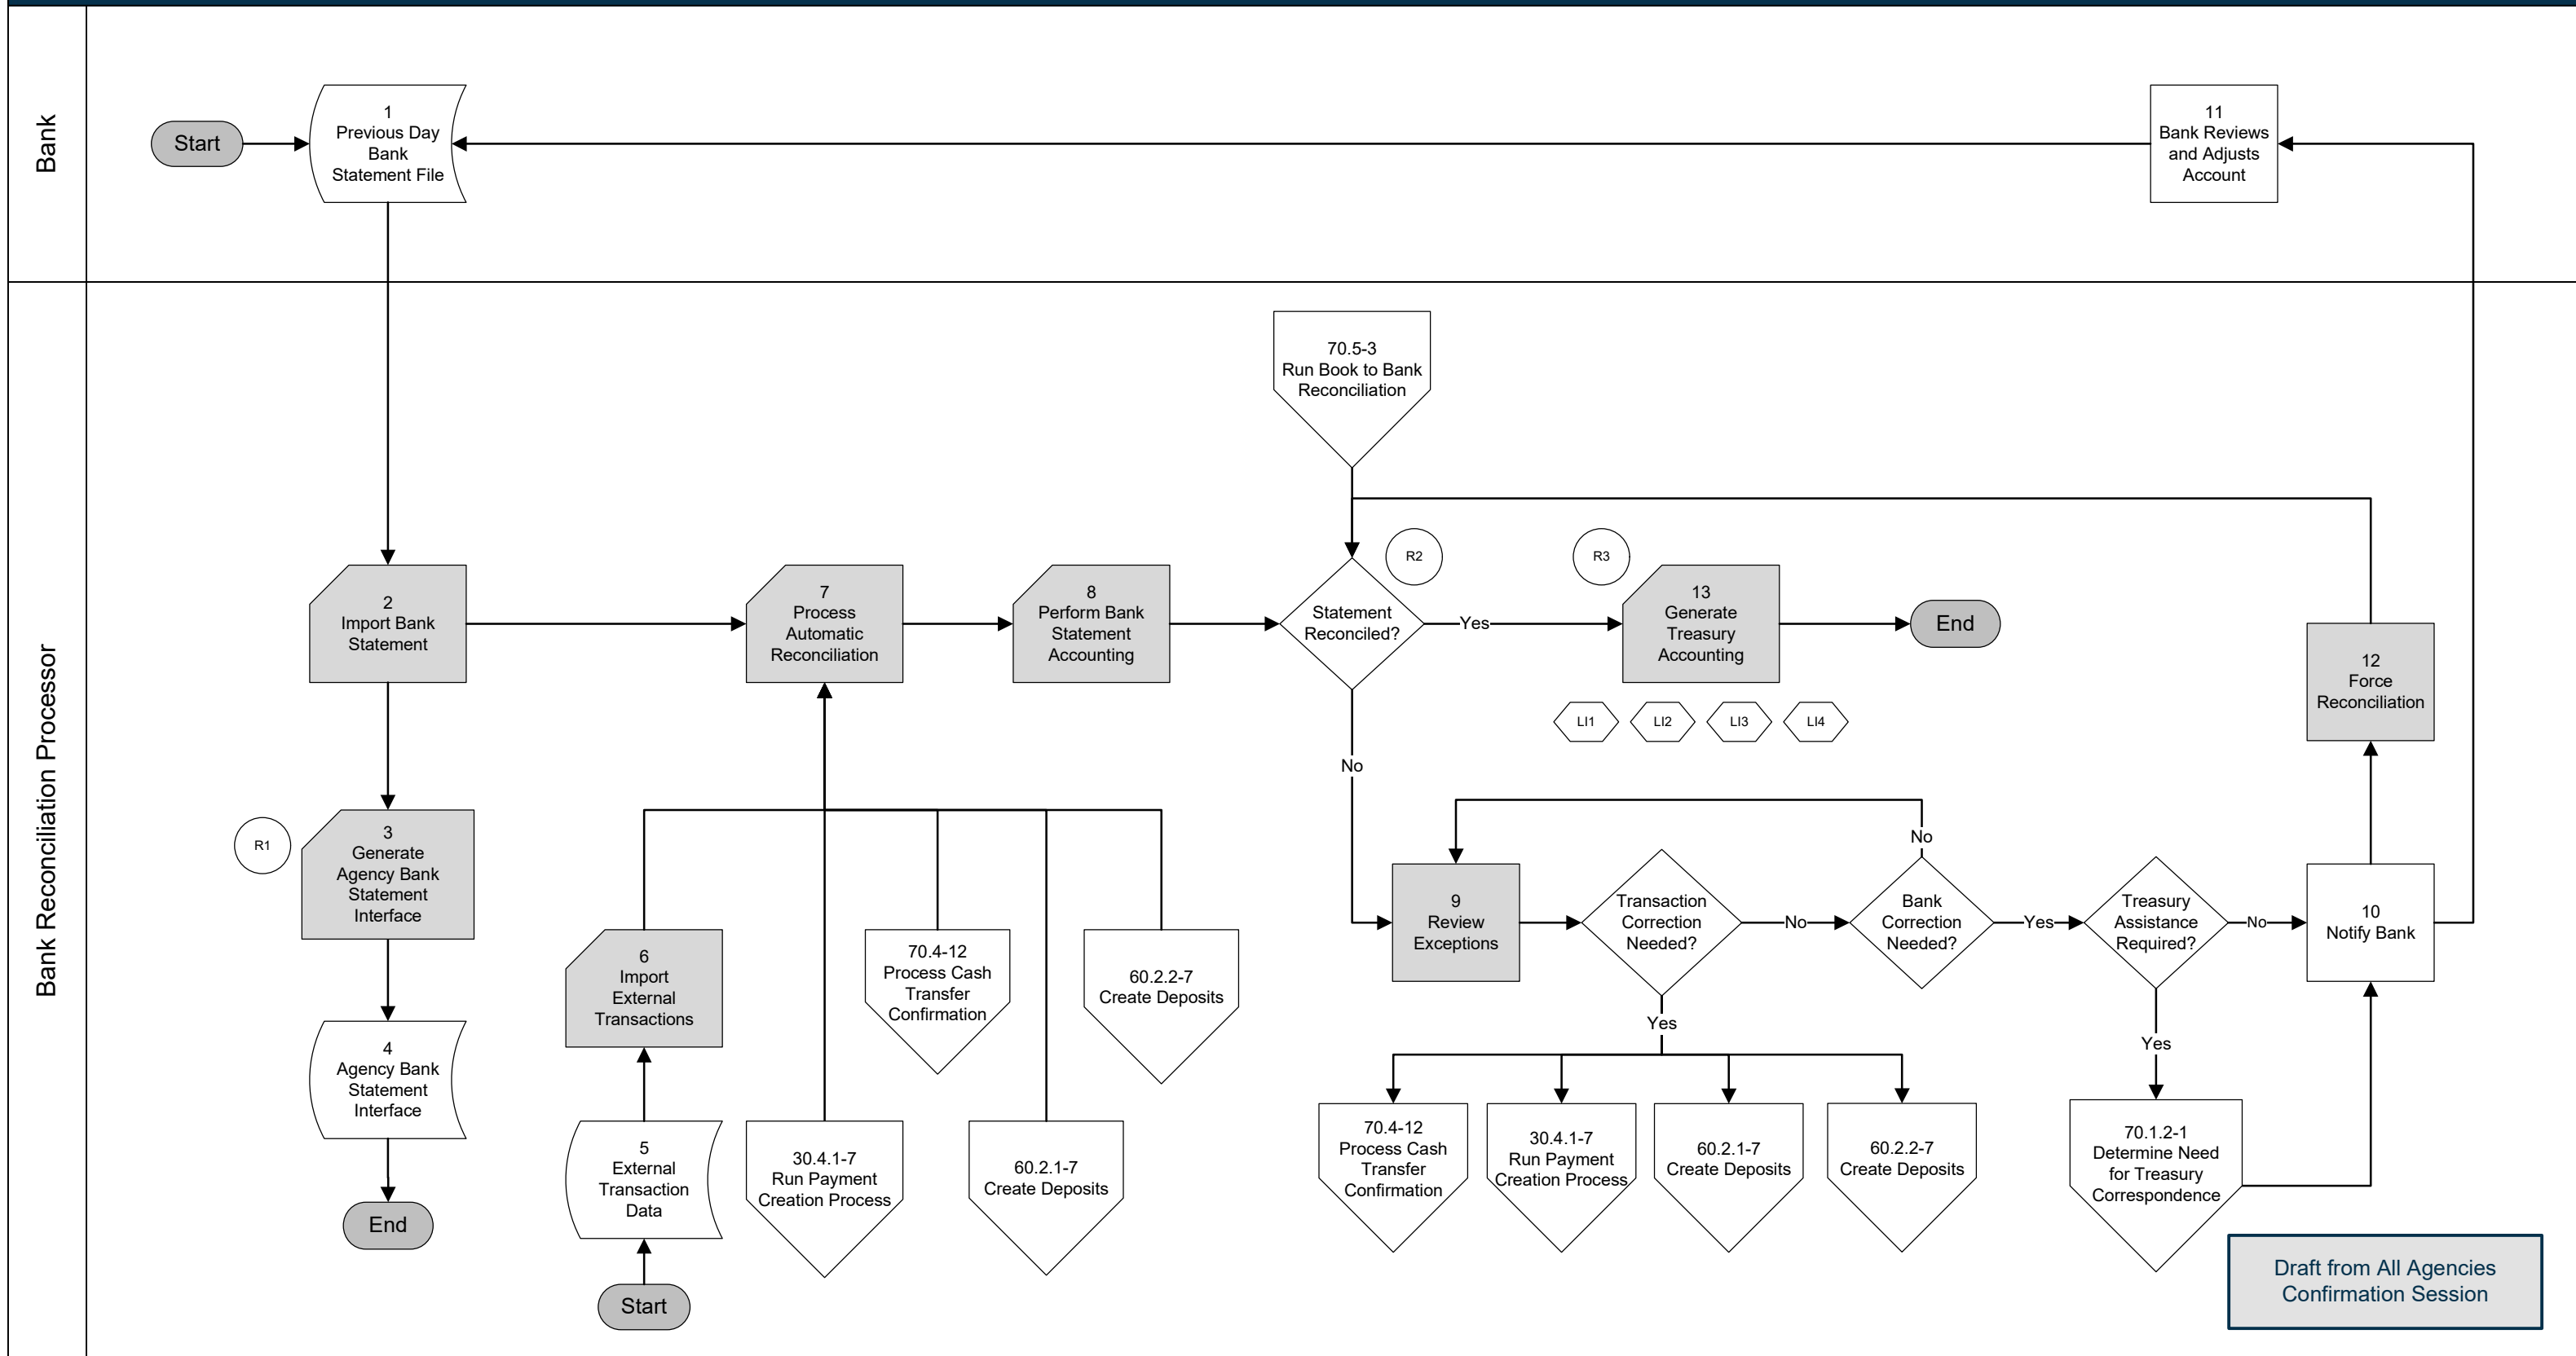 Bank
Start
1
Previous Day
Bank
Statement File
11
Bank Reviews
and Adjusts
Account
Bank Reconciliation Processor
70.5-3
Run Book to Bank
Reconciliation
2
Import Bank
Statement
7
Process
Automatic
Reconciliation
8
Perform Bank
Statement
Accounting
Statement
Reconciled?
R2
Yes
R3
13
Generate
Treasury
Accounting
End
LI1
LI2
LI3
LI4
12
Force
Reconciliation
No
R1
3
Generate
Agency Bank
Statement
Interface
4
Agency Bank
Statement
Interface
End
6
Import
External
Transactions
5
External
Transaction
Data
Start
70.4-12
Process Cash
Transfer
Confirmation
60.2.2-7
Create Deposits
30.4.1-7
Run Payment
Creation Process
60.2.1-7
Create Deposits
9
Review
Exceptions
Transaction
Correction
Needed?
No
Bank
Correction
Needed?
No
Yes
Treasury
Assistance
Required?
No
10
Notify Bank
Yes
70.4-12
Process Cash
Transfer
Confirmation
30.4.1-7
Run Payment
Creation Process
60.2.1-7
Create Deposits
60.2.2-7
Create Deposits
Yes
70.1.2-1
Determine Need
for Treasury
Correspondence
Draft from All Agencies
Confirmation Session